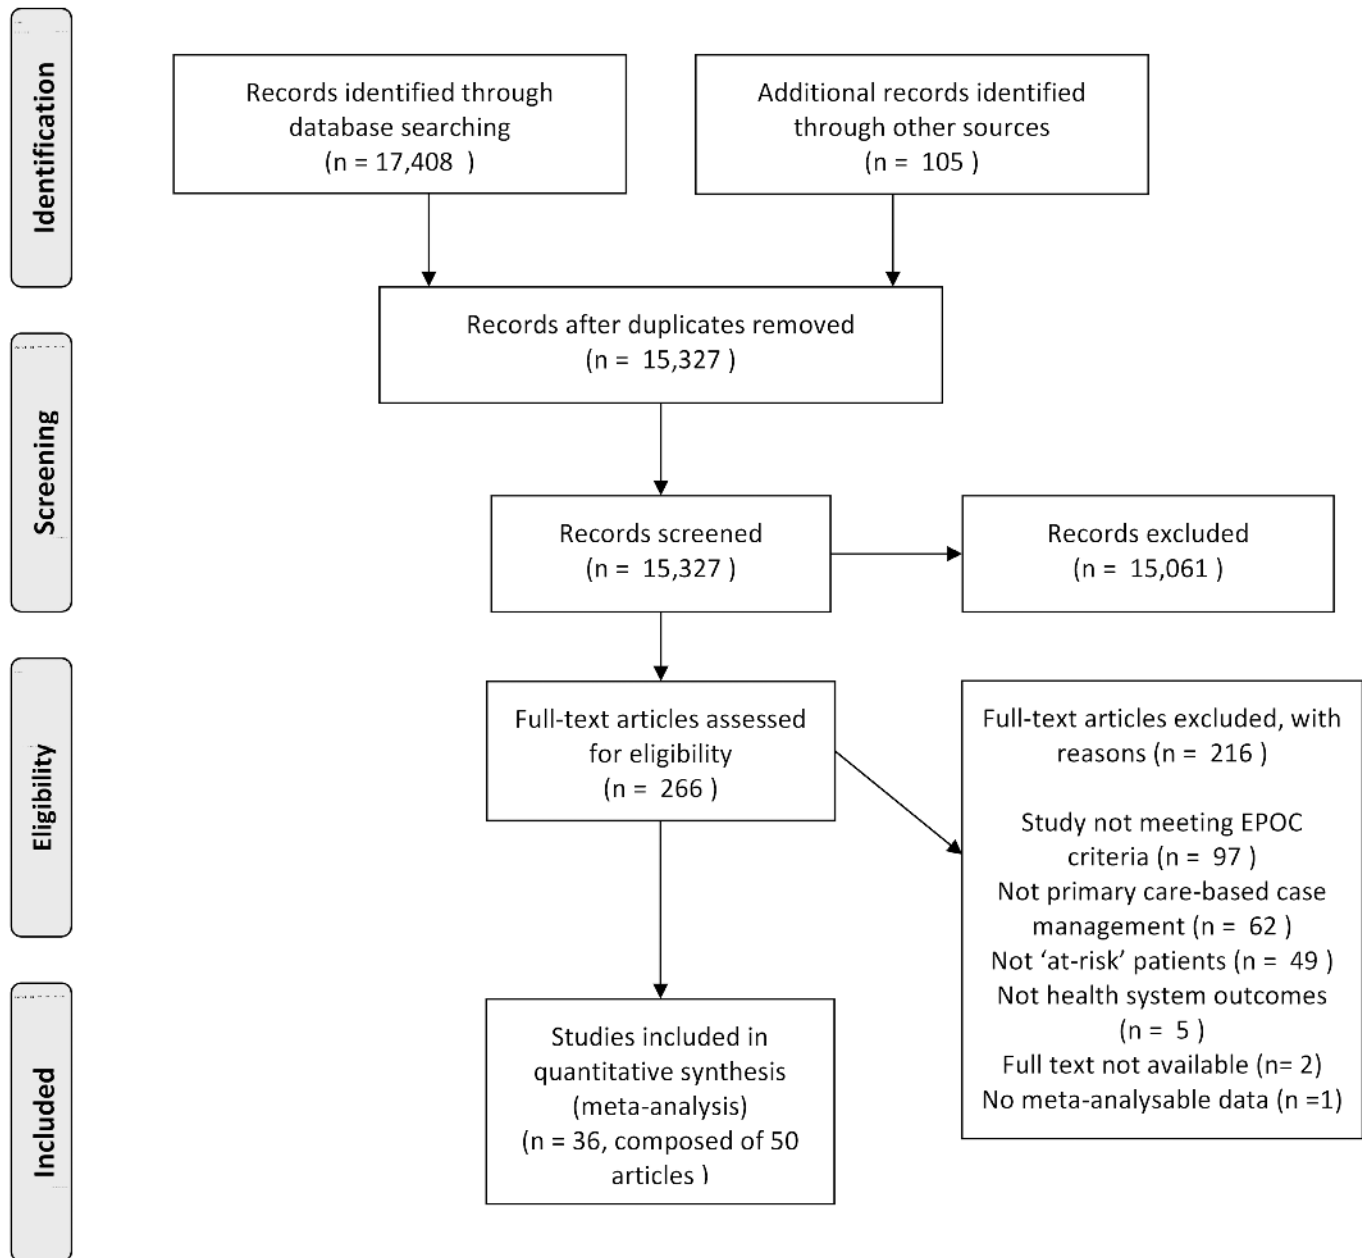 Identification
Records identified through
database searching
(n = 17,408  )
Additional records identified
through other sources
(n =  105 )
Records after duplicates removed
(n =  15,327 )
Screening
Records screened
(n =  15,327 )
Records excluded
(n =  15,061 )
Eligibility
Full-text articles assessed
for eligibility
(n =  266 )
Full-text articles excluded, with
reasons (n =  216 )
Study not meeting EPOC
criteria (n =  97 )
Not primary care-based case
management (n =  62 )
Not ‘at-risk’ patients (n =  49 )
Not health system outcomes
(n =  5 )
Full text not available (n= 2)
No meta-analysable data (n =1)
Included
Studies included in
quantitative synthesis
(meta-analysis)
(n = 36, composed of 50
articles )